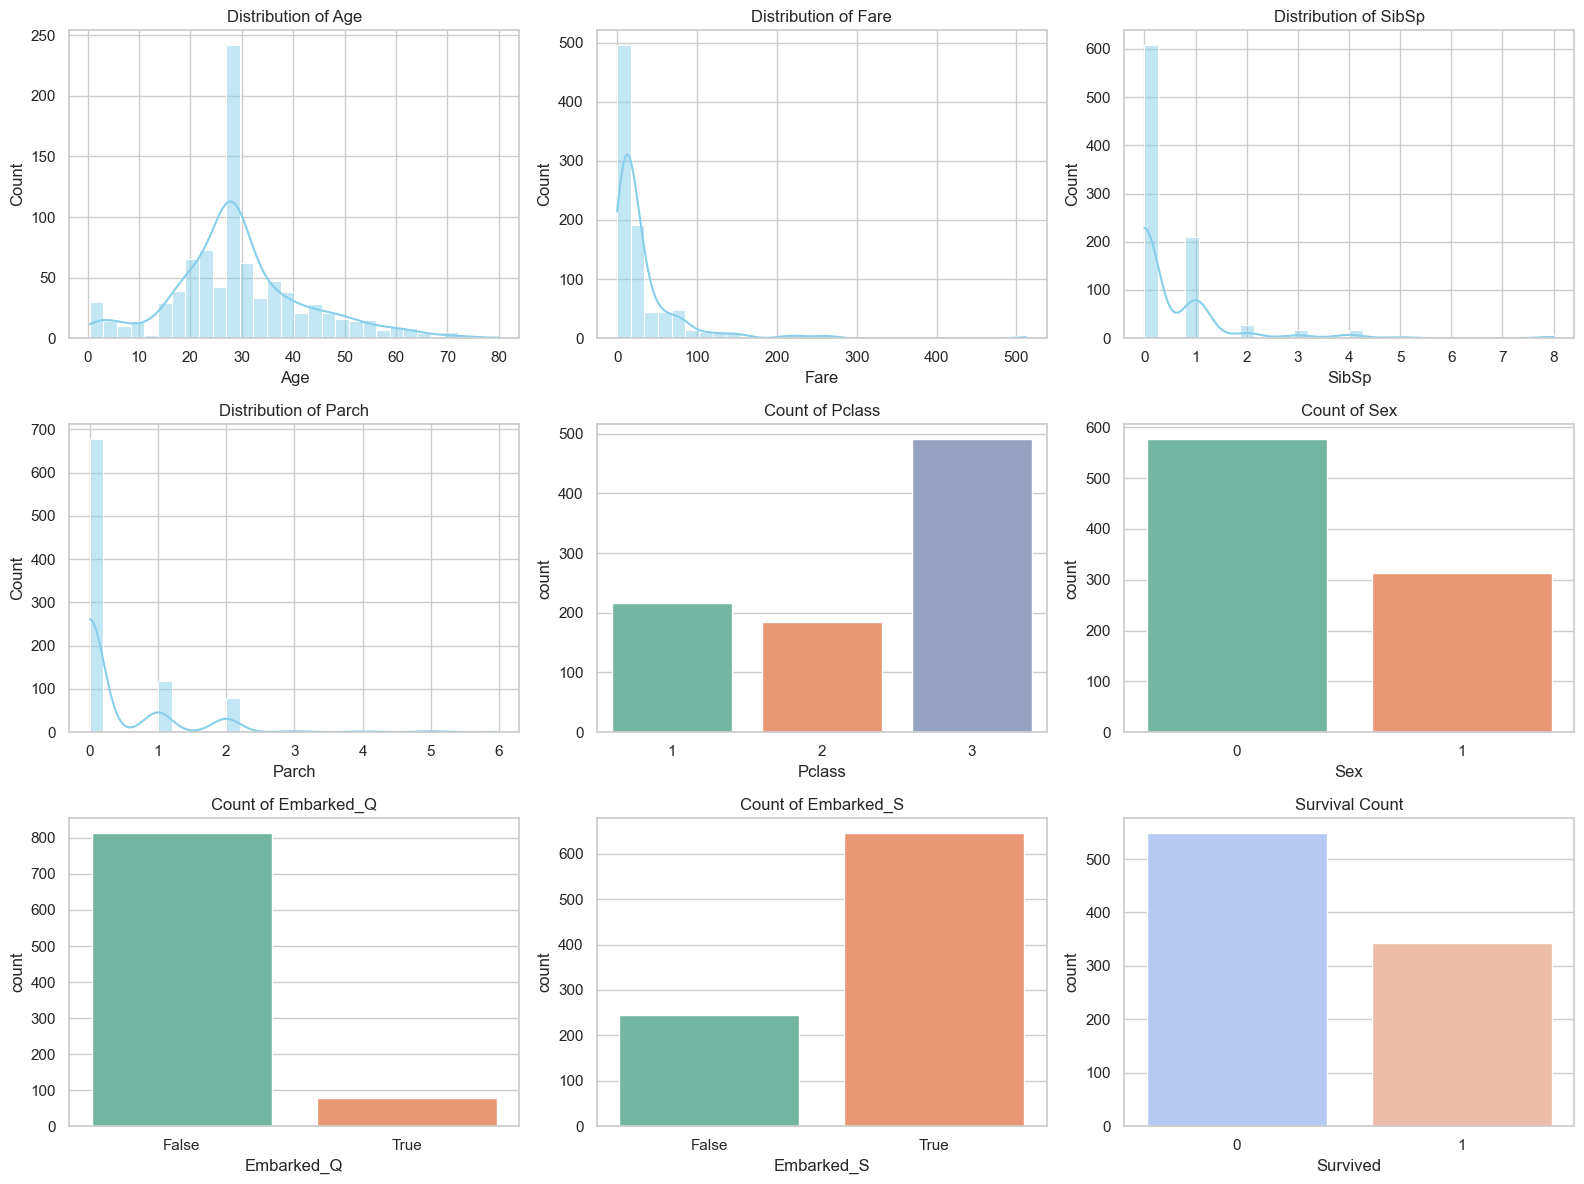 Distribution of Age
Distribution of Fare
Distribution of SibSp
250
200
150
100
50
0
Count
0 10 20 30 40 50 60 70 80
Age
500
400
300
200
100
0
Count
0 100 200 300 400 500
Fare
600
500
400
300
200
100
0
Count
0 1 2 3 4 5 6 7 8
SibSp
Distribution of Parch
Count of Pclass
Count of Sex
700
600
500
400
300
200
100
0
Count
0 1 2 3 4 5 6
Parch
500
400
300
200
100
0
count
1 2 3
Pclass
600
500
400
300
200
100
0
count
0 1
Sex
Count of Embarked_Q
Count of Embarked_S
Survival Count
800
700
600
500
400
300
200
100
0
count
False True
Embarked_Q
600
500
400
300
200
100
0
count
False True
Embarked_S
500
400
300
200
100
0
count
0 1
Survived